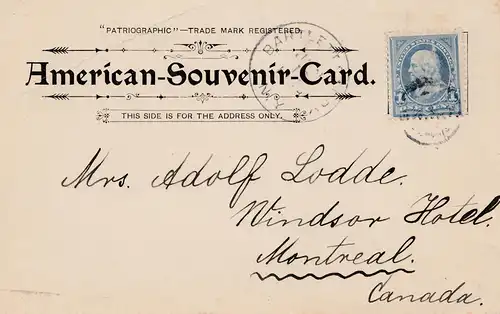 "PATRIOGRAPHIC"—TRADE MARK REGISTERED.
American-Souvenir-Card.
THIS SIDE IS FOR THE ADDRESS ONLY.
Mrs. Adolf Lodde.
Windsor Hotel.
Montreal.
Canada.